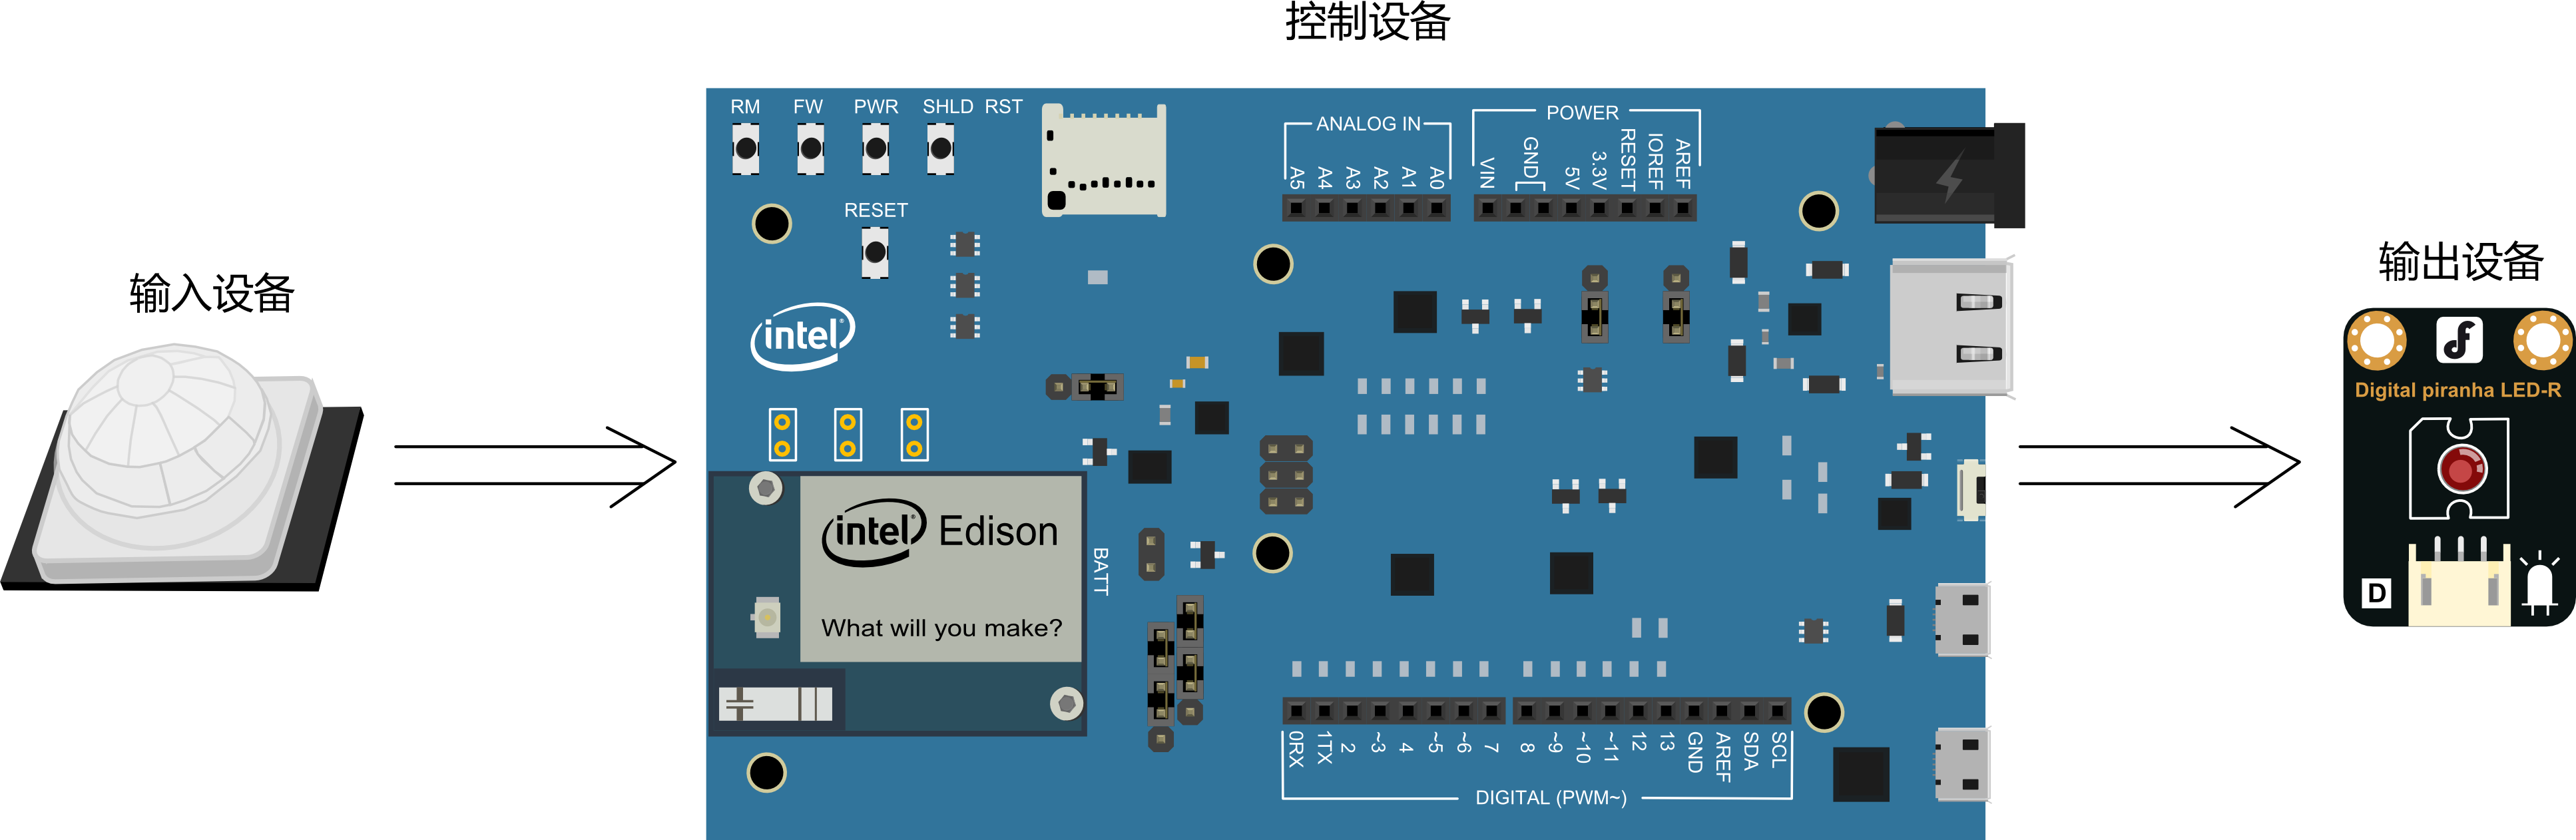 控制设备
RM FW PWR SHLD RST
ANALOG IN
POWER
A5 A4 A3 A2 A1 A0
VIN GND 5V 3.3V RESET IOREF AREF
RESET
输入设备
输出设备
intel
Digital piranha LED-R
intel Edison
What will you make?
BATT
D
0RX 1TX 2 ~3 4 ~5 ~6 7 8 ~9 ~10 ~11 12 13 GND AREF SDA SCL
DIGITAL (PWM~)